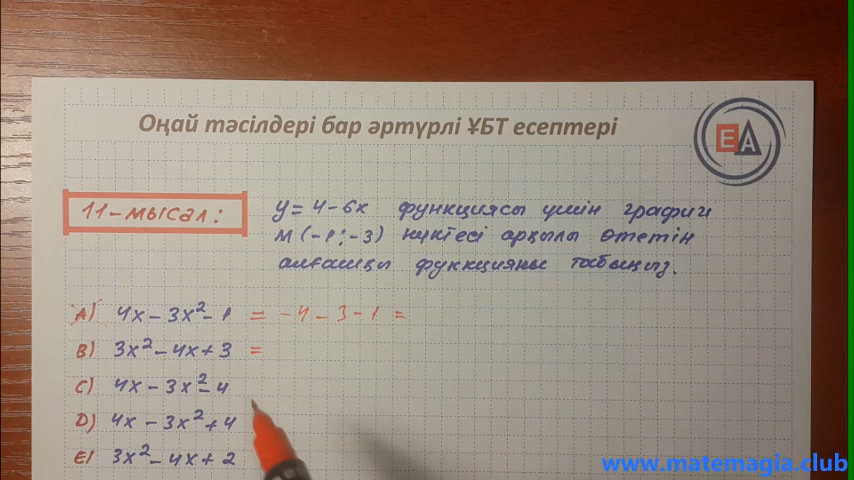 Оңай тәсілдері бар әртүрлі ҰБТ есептері
EA
11-мысал:
y = 4 - 6x функциясы үшін графигі
M(-1; -3) нүктесі арқылы өтетін
алғашқы фукцияны табыңыз.
A) 4x - 3x² - 1 = -4 - 3 - 1 =
B) 3x² - 4x + 3 =
C) 4x - 3x² - 4
D) 4x - 3x² + 4
E) 3x² - 4x + 2
www.matemagia.club